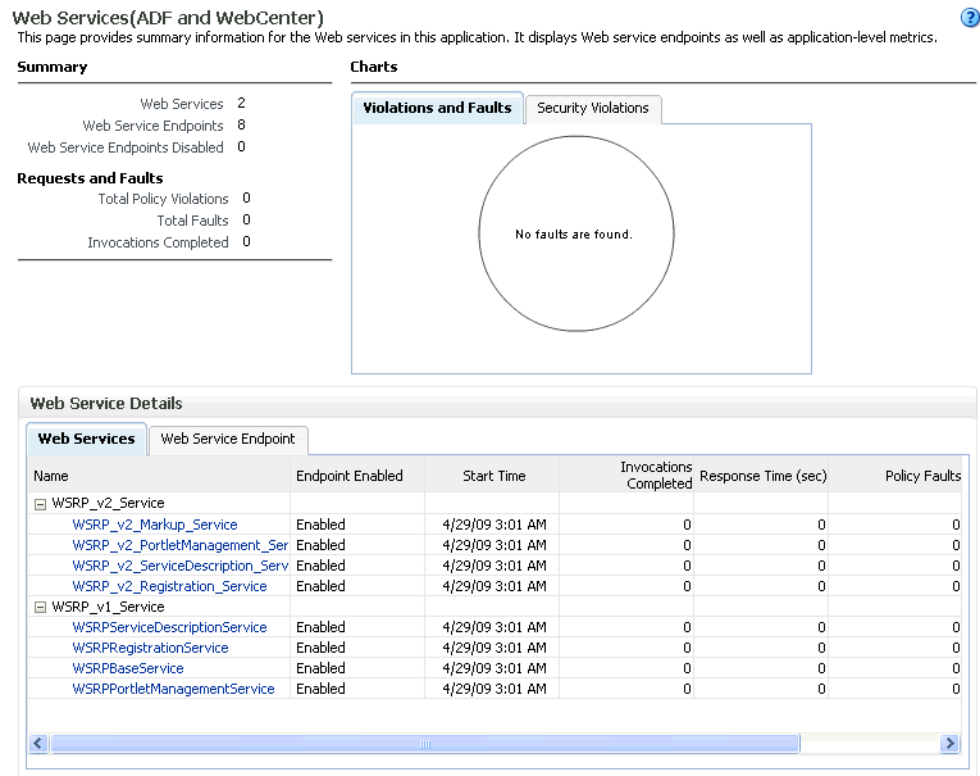 Web Services(ADF and WebCenter)
This page provides summary information for the Web services in this application. It displays Web service endpoints as well as application-level metrics.
Summary
Web Services 2
Web Service Endpoints 8
Web Service Endpoints Disabled 0
Requests and Faults
Total Policy Violations 0
Total Faults 0
Invocations Completed 0
Charts
Violations and Faults Security Violations
No faults are found.
Web Service Details
Web Services Web Service Endpoint
Name Endpoint Enabled Start Time Invocations Completed Response Time (sec) Policy Faults
WSRP_v2_Service
WSRP_v2_Markup_Service Enabled 4/29/09 3:01 AM 0 0 0
WSRP_v2_PortletManagement_Ser Enabled 4/29/09 3:01 AM 0 0 0
WSRP_v2_ServiceDescription_Serv Enabled 4/29/09 3:01 AM 0 0 0
WSRP_v2_Registration_Service Enabled 4/29/09 3:01 AM 0 0 0
WSRP_v1_Service
WSRPServiceDescriptionService Enabled 4/29/09 3:01 AM 0 0 0
WSRPRegistrationService Enabled 4/29/09 3:01 AM 0 0 0
WSRPBaseService Enabled 4/29/09 3:01 AM 0 0 0
WSRPPortletManagementService Enabled 4/29/09 3:01 AM 0 0 0